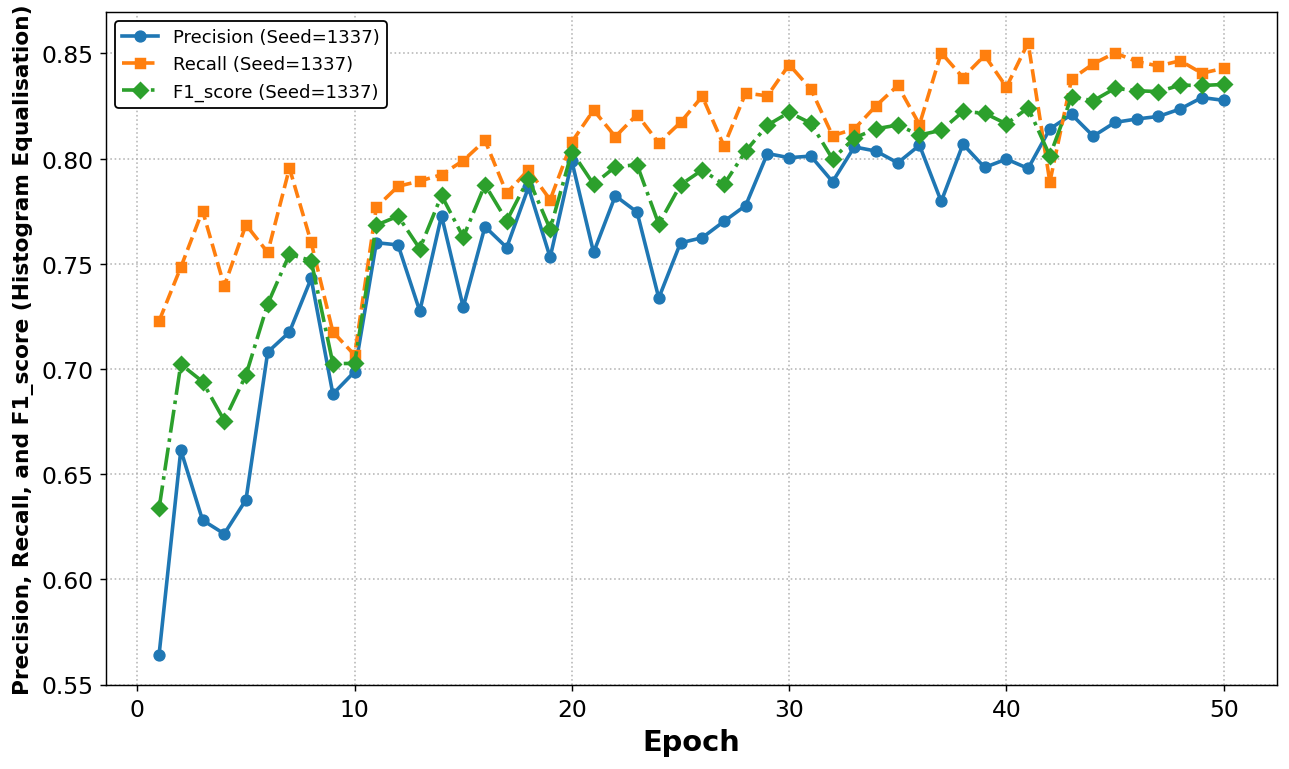 Precision, Recall, and F1_score (Histogram Equalisation)
0.85
0.80
0.75
0.70
0.65
0.60
0.55
Precision (Seed=1337)
Recall (Seed=1337)
F1_score (Seed=1337)
0 10 20 30 40 50
Epoch